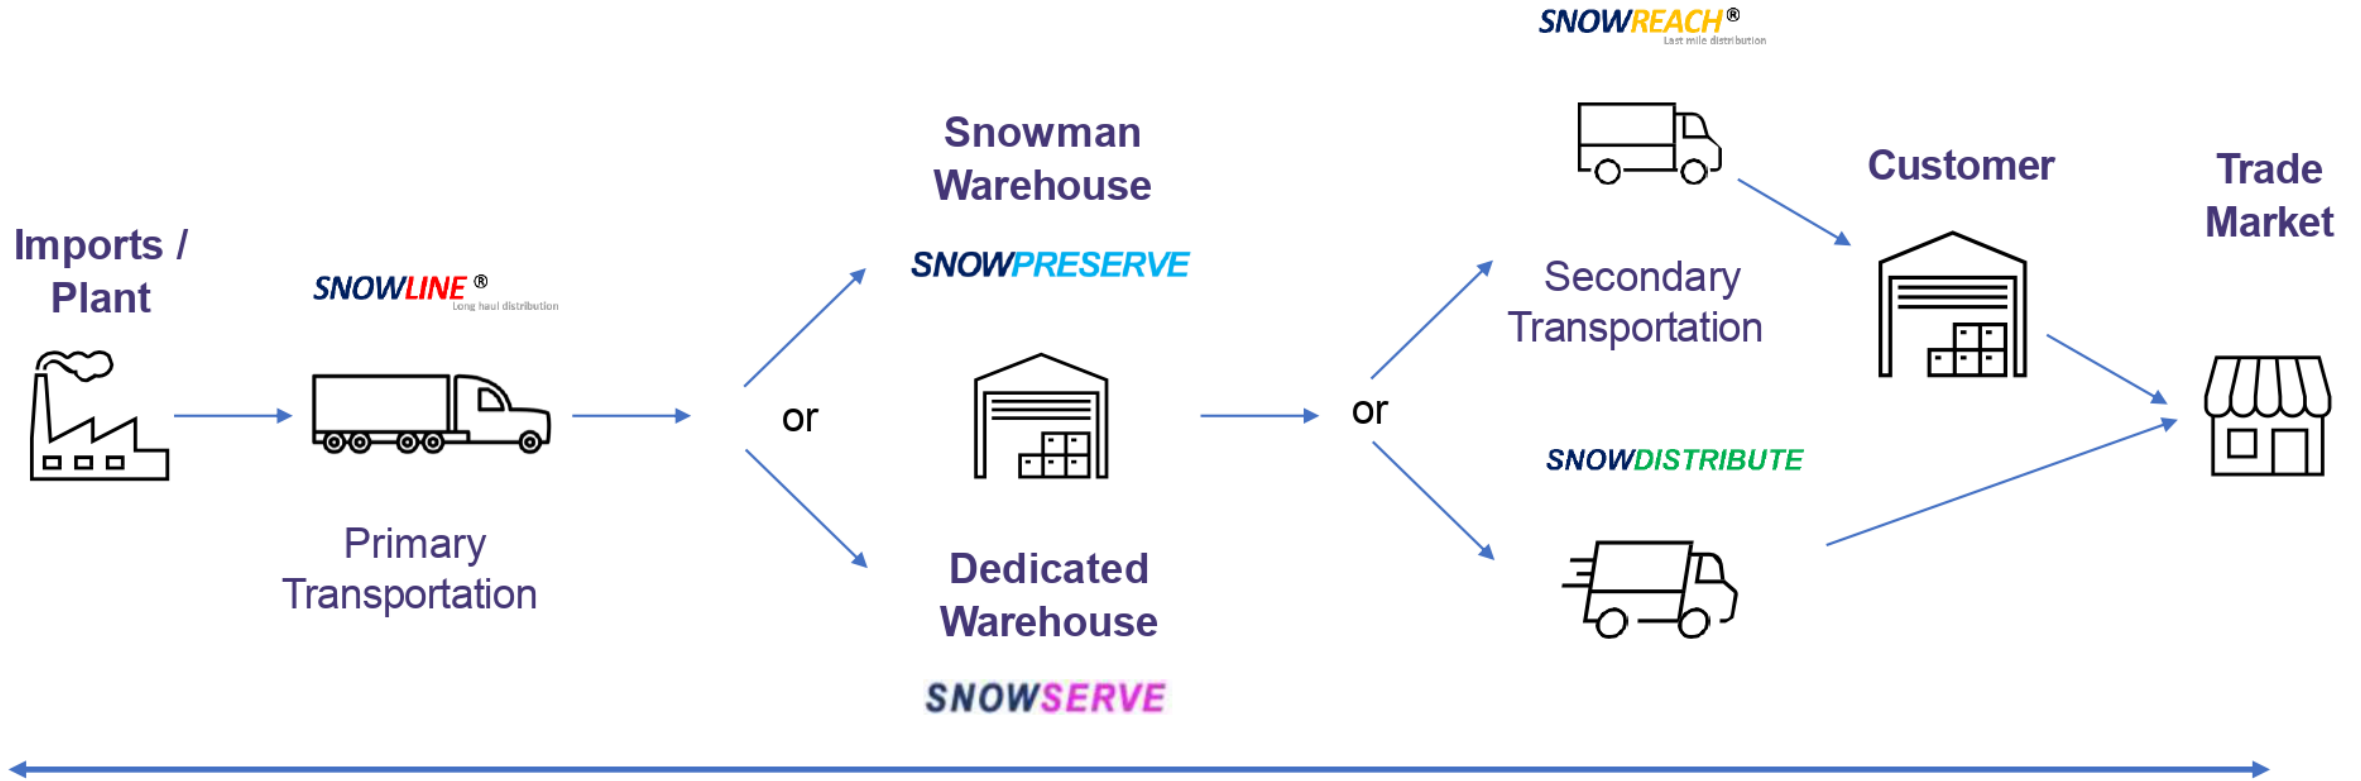 Imports /
Plant
SNOWLINE ®
Long haul distribution
Primary
Transportation
or
Snowman
Warehouse
SNOWPRESERVE
Dedicated
Warehouse
SNOWSERVE
or
SNOWREACH ®
Last mile distribution
Secondary
Transportation
SNOWDISTRIBUTE
Customer
Trade
Market